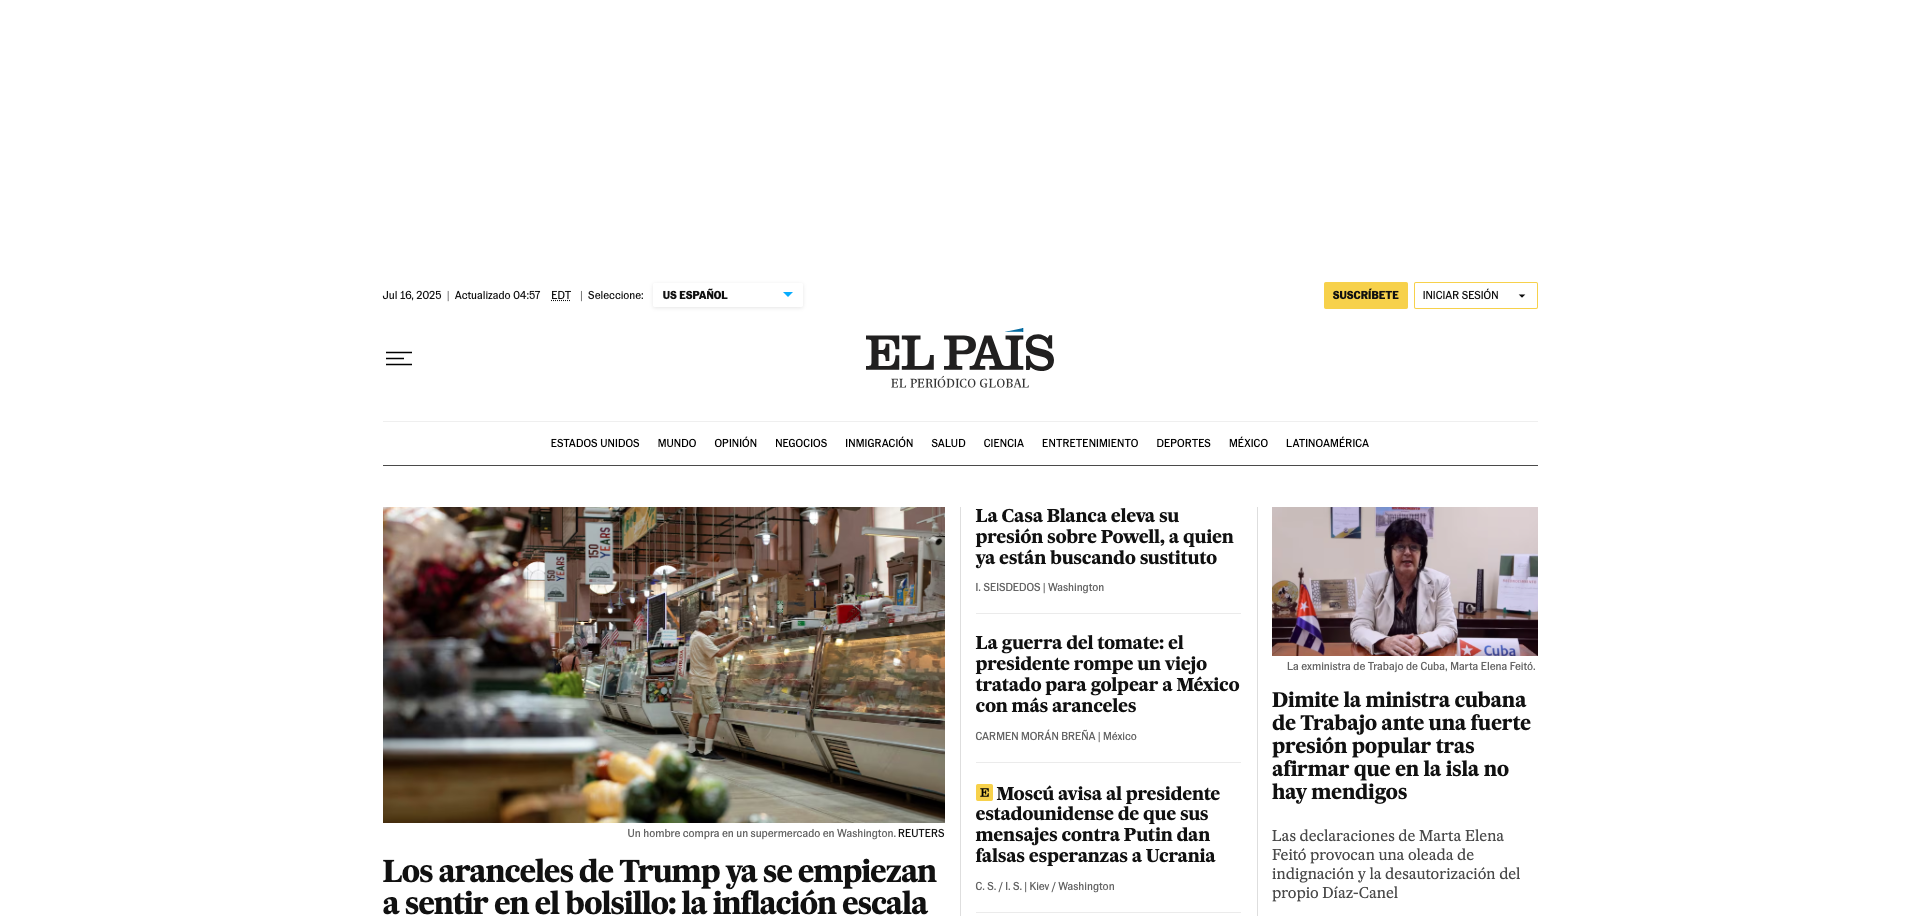 Jul 16, 2025 | Actualizado 04:57 EDT | Seleccione: US ESPAÑOL
SUSCRÍBETE
INICIAR SESIÓN
EL PAÍS
EL PERIÓDICO GLOBAL
ESTADOS UNIDOS MUNDO OPINIÓN NEGOCIOS INMIGRACIÓN SALUD CIENCIA ENTRETENIMIENTO DEPORTES MÉXICO LATINOAMÉRICA
150 YEARS
150 YEARS
Un hombre compra en un supermercado en Washington. REUTERS
Los aranceles de Trump ya se empiezan
a sentir en el bolsillo: la inflación escala
La Casa Blanca eleva su
presión sobre Powell, a quien
ya están buscando sustituto
I. SEISDEDOS | Washington
La guerra del tomate: el
presidente rompe un viejo
tratado para golpear a México
con más aranceles
CARMEN MORÁN BREÑA | México
E Moscú avisa al presidente
estadounidense de que sus
mensajes contra Putin dan
falsas esperanzas a Ucrania
C. S. / I. S. | Kiev / Washington
Cuba
La exministra de Trabajo de Cuba, Marta Elena Feitó.
Dimite la ministra cubana
de Trabajo ante una fuerte
presión popular tras
afirmar que en la isla no
hay mendigos
Las declaraciones de Marta Elena
Feitó provocan una oleada de
indignación y la desautorización del
propio Díaz-Canel